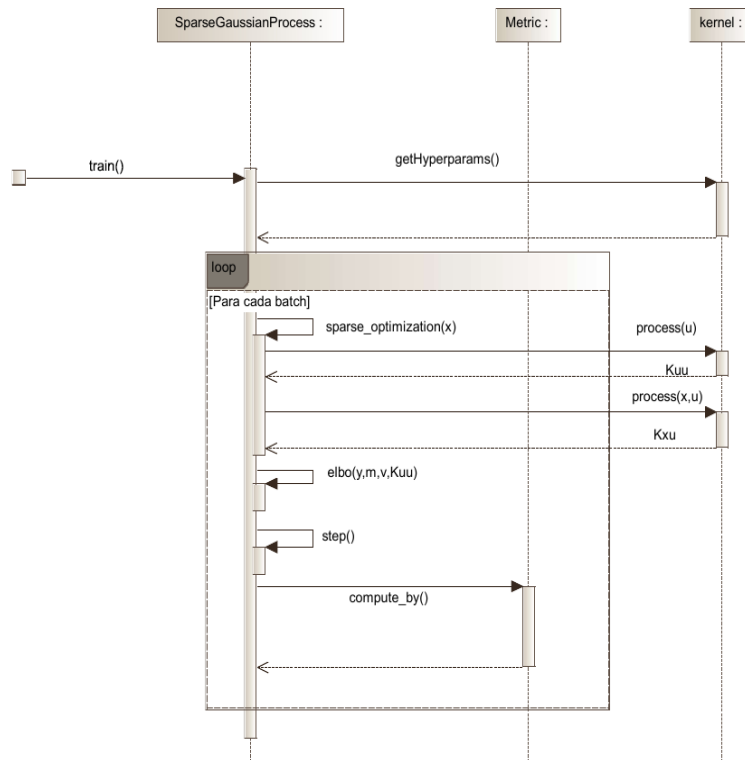 SparseGaussianProcess :
Metric :
kernel :
train()
getHyperparams()
loop
[Para cada batch]
sparse_optimization(x)
process(u)
Kuu
process(x,u)
Kxu
elbo(y,m,v,Kuu)
step()
compute_by()